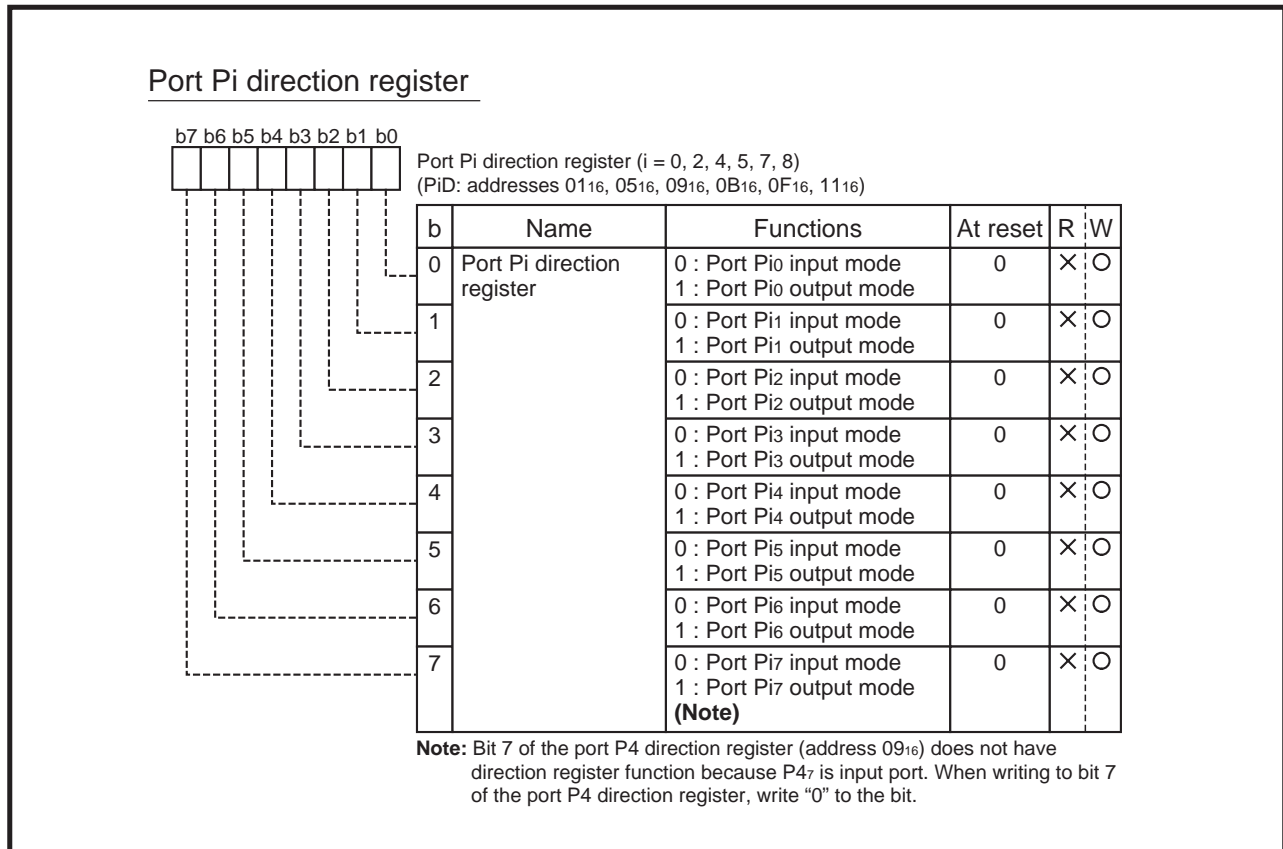 Port Pi direction register
b7 b6 b5 b4 b3 b2 b1 b0
Port Pi direction register (i = 0, 2, 4, 5, 7, 8)
(PiD: addresses 0116, 0516, 0916, 0B16, 0F16, 1116)
b Name Functions At reset R W
0 Port Pi direction 0 : Port Pi0 input mode 0 × O
register 1 : Port Pi0 output mode
1 0 : Port Pi1 input mode 0 × O
1 : Port Pi1 output mode
2 0 : Port Pi2 input mode 0 × O
1 : Port Pi2 output mode
3 0 : Port Pi3 input mode 0 × O
1 : Port Pi3 output mode
4 0 : Port Pi4 input mode 0 × O
1 : Port Pi4 output mode
5 0 : Port Pi5 input mode 0 × O
1 : Port Pi5 output mode
6 0 : Port Pi6 input mode 0 × O
1 : Port Pi6 output mode
7 0 : Port Pi7 input mode 0 × O
1 : Port Pi7 output mode
(Note)
Note: Bit 7 of the port P4 direction register (address 0916) does not have
direction register function because P47 is input port. When writing to bit 7
of the port P4 direction register, write “0” to the bit.